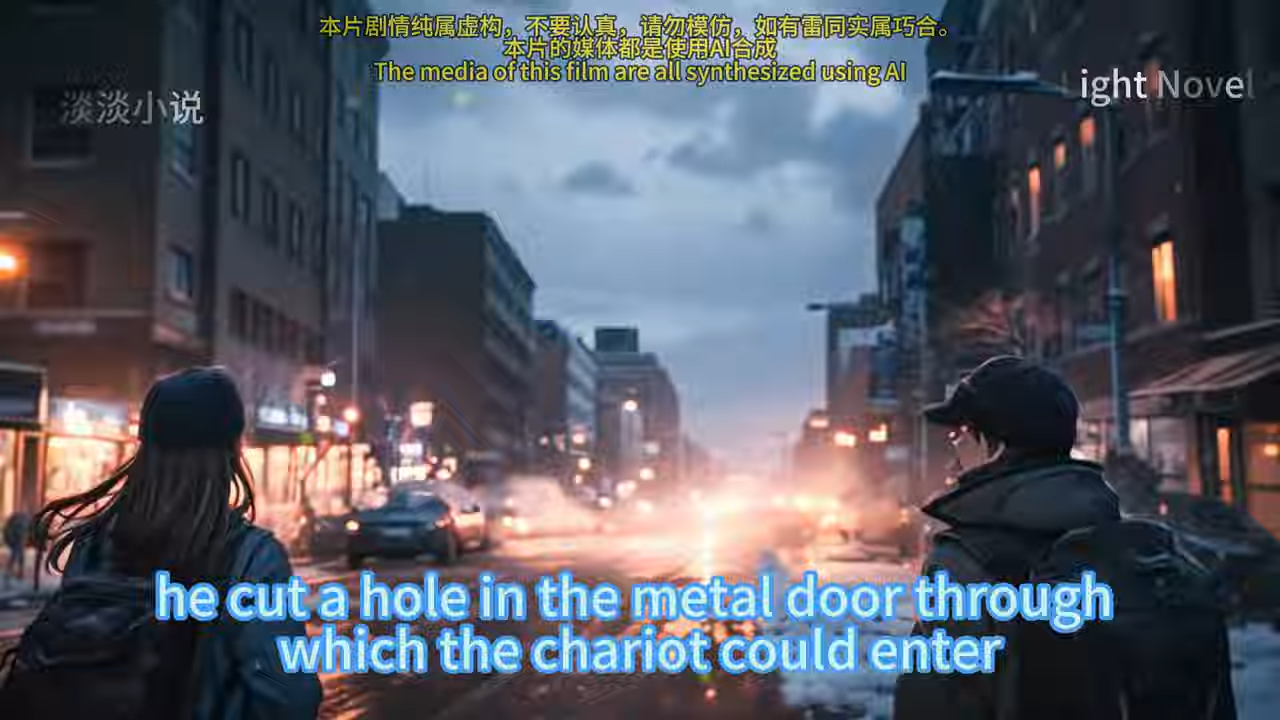 本片剧情纯属虚构，不要认真，请勿模仿，如有雷同实属巧合。
本片的媒体都是使用AI合成
The media of this film are all synthesized using AI
淡淡小说
ight Novel
he cut a hole in the metal door through
which the chariot could enter